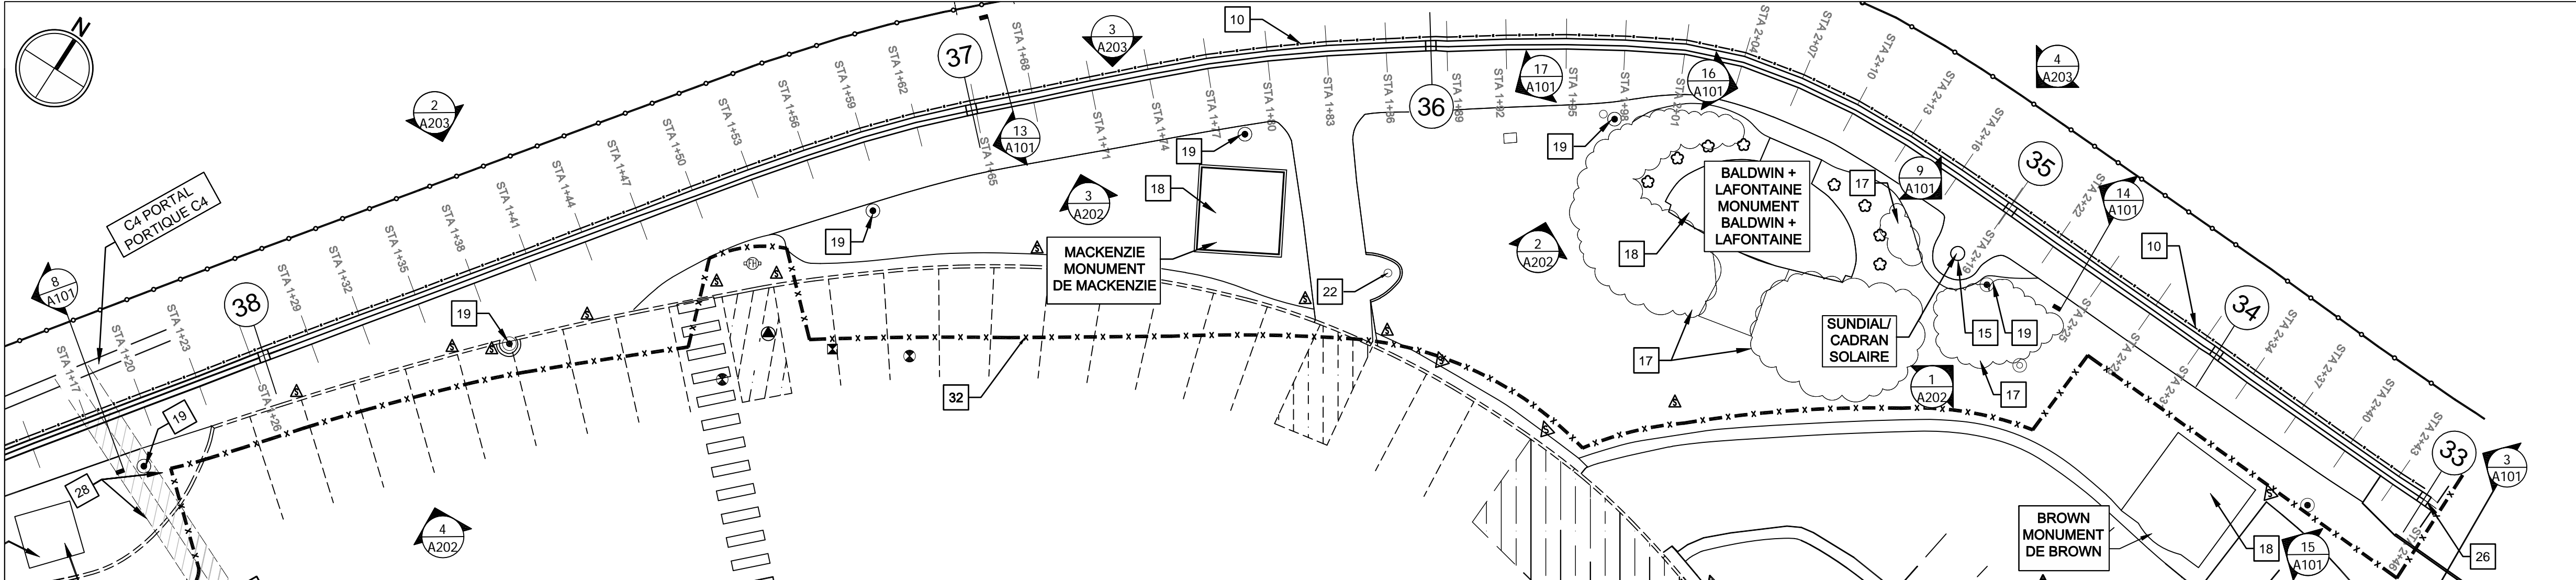 N
2
A203
37
3
A203
10
36
17
A101
16
A101
4
A203
35
14
A101
9
A101
13
A101
C4 PORTAL
PORTIQUE C4
8
A101
38
19
19
19
18
3
A202
MACKENZIE
MONUMENT
DE MACKENZIE
22
2
A202
19
18
BALDWIN +
LAFONTAINE
MONUMENT
BALDWIN +
LAFONTAINE
17
10
34
SUNDIAL/
CADRAN
SOLAIRE
15
19
17
17
1
A202
33
3
A101
19
28
4
A202
32
FH
BROWN
MONUMENT
DE BROWN
18
15
A101
26
STA 1+17
STA 1+20
STA 1+23
STA 1+26
STA 1+29
STA 1+32
STA 1+35
STA 1+38
STA 1+41
STA 1+44
STA 1+47
STA 1+50
STA 1+53
STA 1+56
STA 1+59
STA 1+62
STA 1+65
STA 1+68
STA 1+71
STA 1+74
STA 1+77
STA 1+80
STA 1+83
STA 1+86
STA 1+89
STA 1+92
STA 1+95
STA 1+98
STA 2+01
STA 2+04
STA 2+07
STA 2+10
STA 2+13
STA 2+16
STA 2+19
STA 2+22
STA 2+25
STA 2+34
STA 2+37
STA 2+40
STA 2+43
STA 2+46